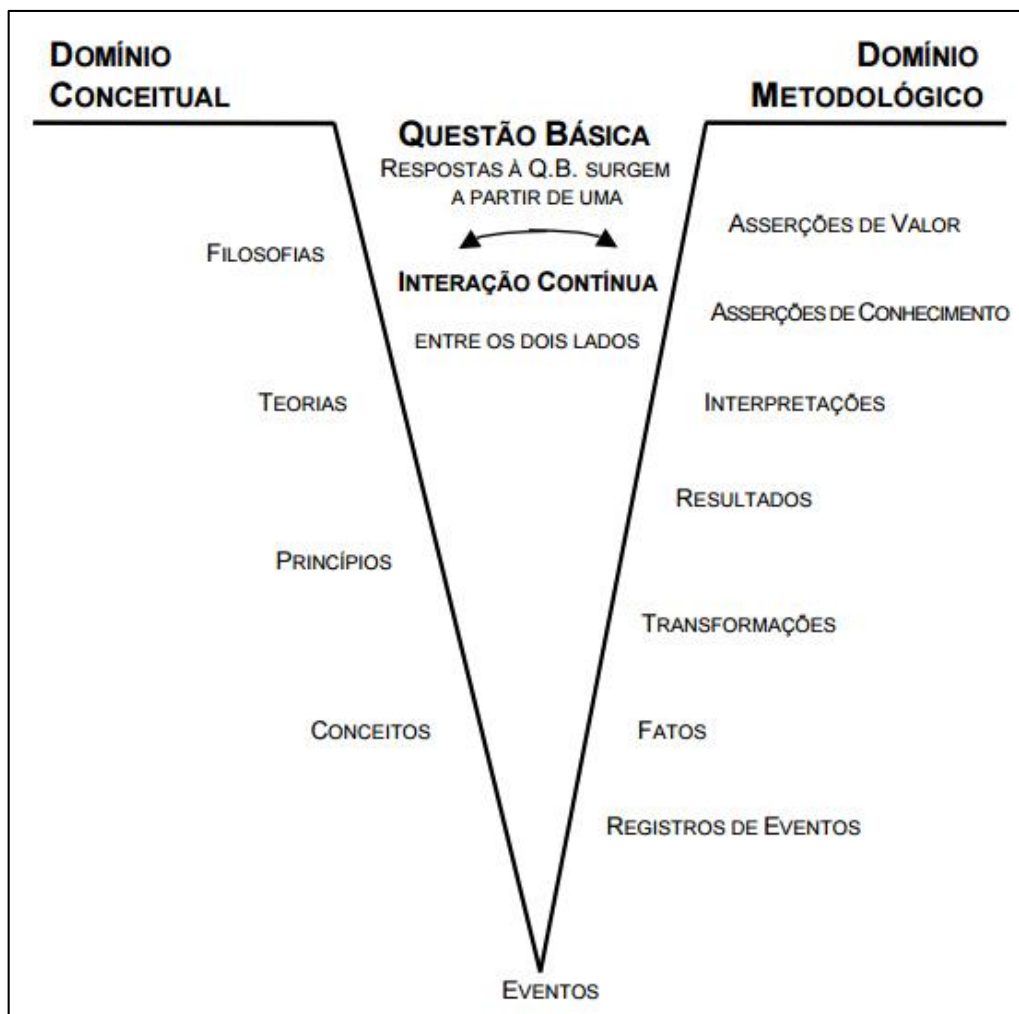 DOMÍNIO
CONCEITUAL
DOMÍNIO
METODOLÓGICO
QUESTÃO BÁSICA
RESPOSTAS À Q.B. SURGEM
A PARTIR DE UMA
INTERAÇÃO CONTÍNUA
ENTRE OS DOIS LADOS
FILOSOFIAS
TEORIAS
PRINCÍPIOS
CONCEITOS
ASSERÇÕES DE VALOR
ASSERÇÕES DE CONHECIMENTO
INTERPRETAÇÕES
RESULTADOS
TRANSFORMAÇÕES
FATOS
REGISTROS DE EVENTOS
EVENTOS